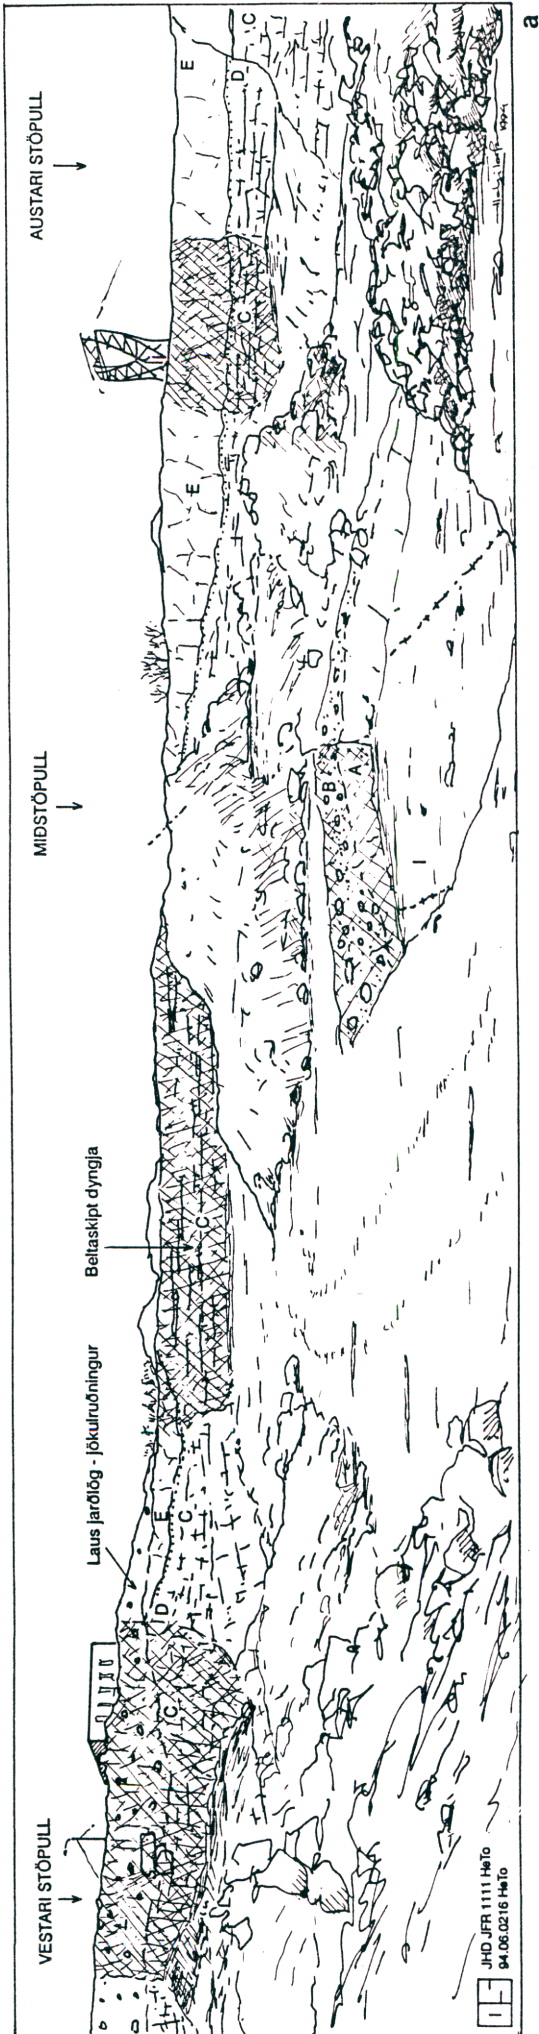 VESTARI STÖPULL
MIÐSTÖPULL
AUSTARI STÖPULL
Laus jarðlög - jökulruðningur
Beltaskipt dyngja
C
D
E
C
C
E
C
E
D
C
B
A
I
JHD JFR 1111 HeTo
94.06.0216 HeTo
a